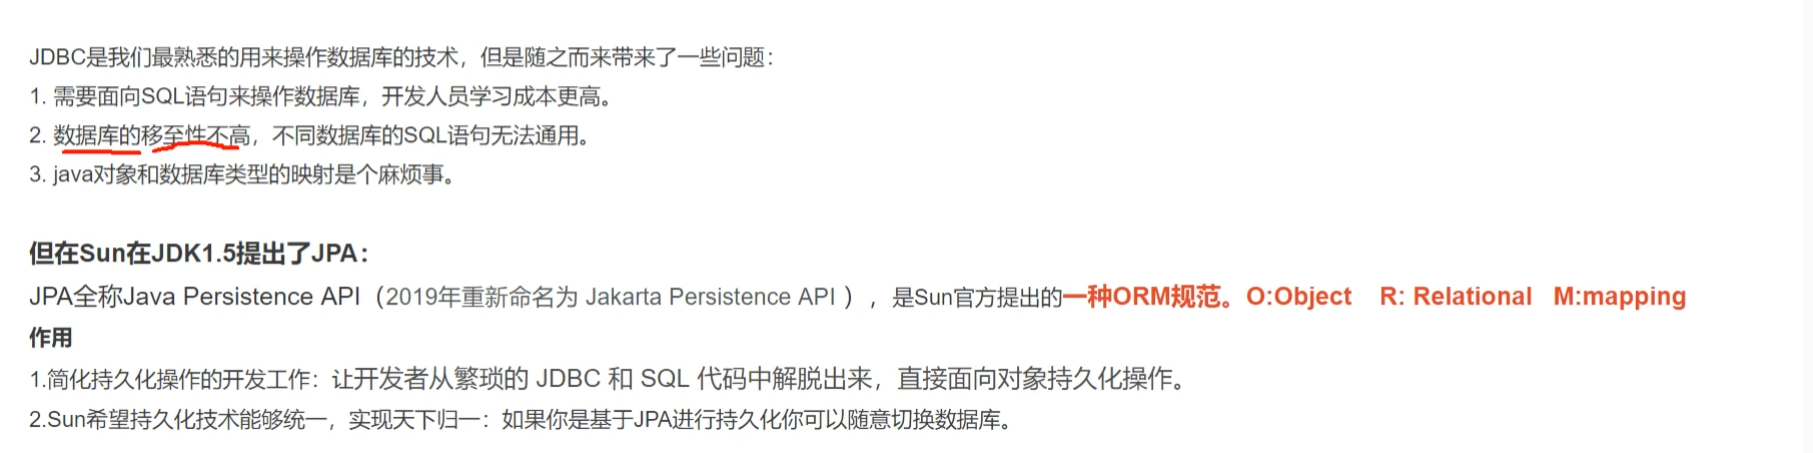 JDBC是我们最熟悉的用来操作数据库的技术，但是随之而来带来了一些问题：
1. 需要面向SQL语句来操作数据库，开发人员学习成本更高。
2. 数据库的移至性不高，不同数据库的SQL语句无法通用。
3. java对象和数据库类型的映射是个麻烦事。
但在Sun在JDK1.5提出了JPA：
JPA全称Java Persistence API（2019年重新命名为 Jakarta Persistence API ），是Sun官方提出的一种ORM规范。O:Object R: Relational M:mapping
作用
1.简化持久化操作的开发工作：让开发者从繁琐的 JDBC 和 SQL 代码中解脱出来，直接面向对象持久化操作。
2.Sun希望持久化技术能够统一，实现天下归一：如果你是基于JPA进行持久化你可以随意切换数据库。